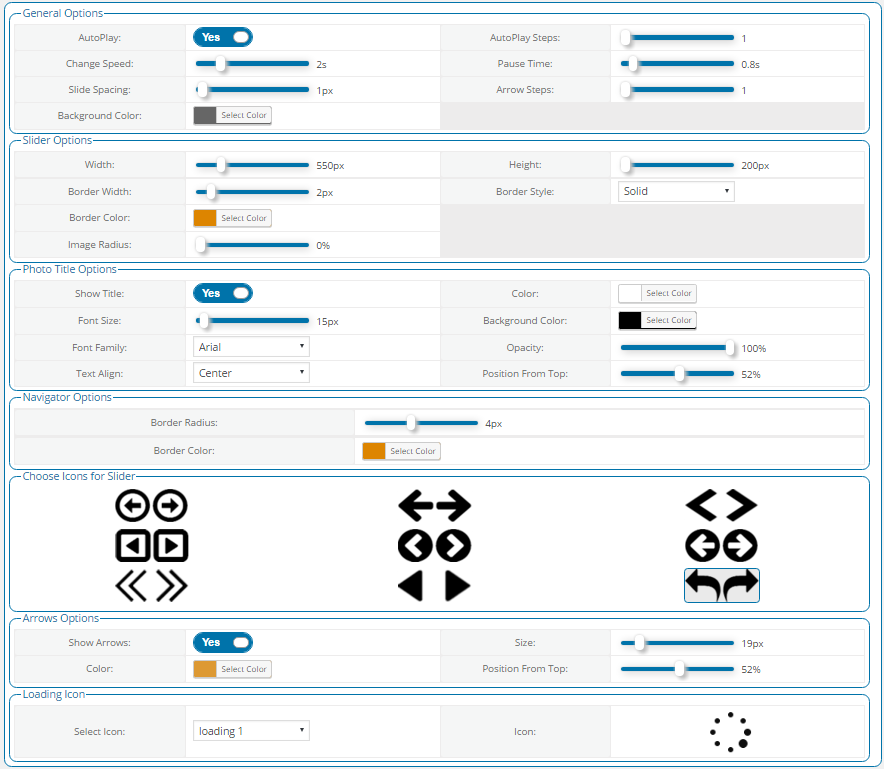 General Options
AutoPlay: Yes AutoPlay Steps: 1
Change Speed: 2s Pause Time: 0.8s
Slide Spacing: 1px Arrow Steps: 1
Background Color: Select Color
Slider Options
Width: 550px Height: 200px
Border Width: 2px Border Style: Solid
Border Color: Select Color
Image Radius: 0%
Photo Title Options
Show Title: Yes Color: Select Color
Font Size: 15px Background Color: Select Color
Font Family: Arial Opacity: 100%
Text Align: Center Position From Top: 52%
Navigator Options
Border Radius: 4px
Border Color: Select Color
Choose Icons for Slider
Arrows Options
Show Arrows: Yes Size: 19px
Color: Select Color Position From Top: 52%
Loading Icon
Select Icon: loading 1 Icon: